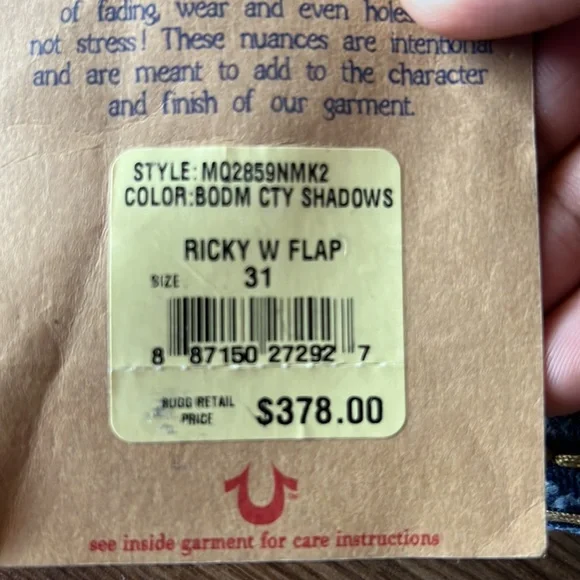 of fading, wear and even holes
not stress! These nuances are intentional
and are meant to add to the character
and finish of our garment.
STYLE: MQ2859NMK2
COLOR:BODM CTY SHADOWS
RICKY W FLAP
SIZE 31
8 87150 27292 7
SUGG RETAIL
PRICE $378.00
see inside garment for care instructions